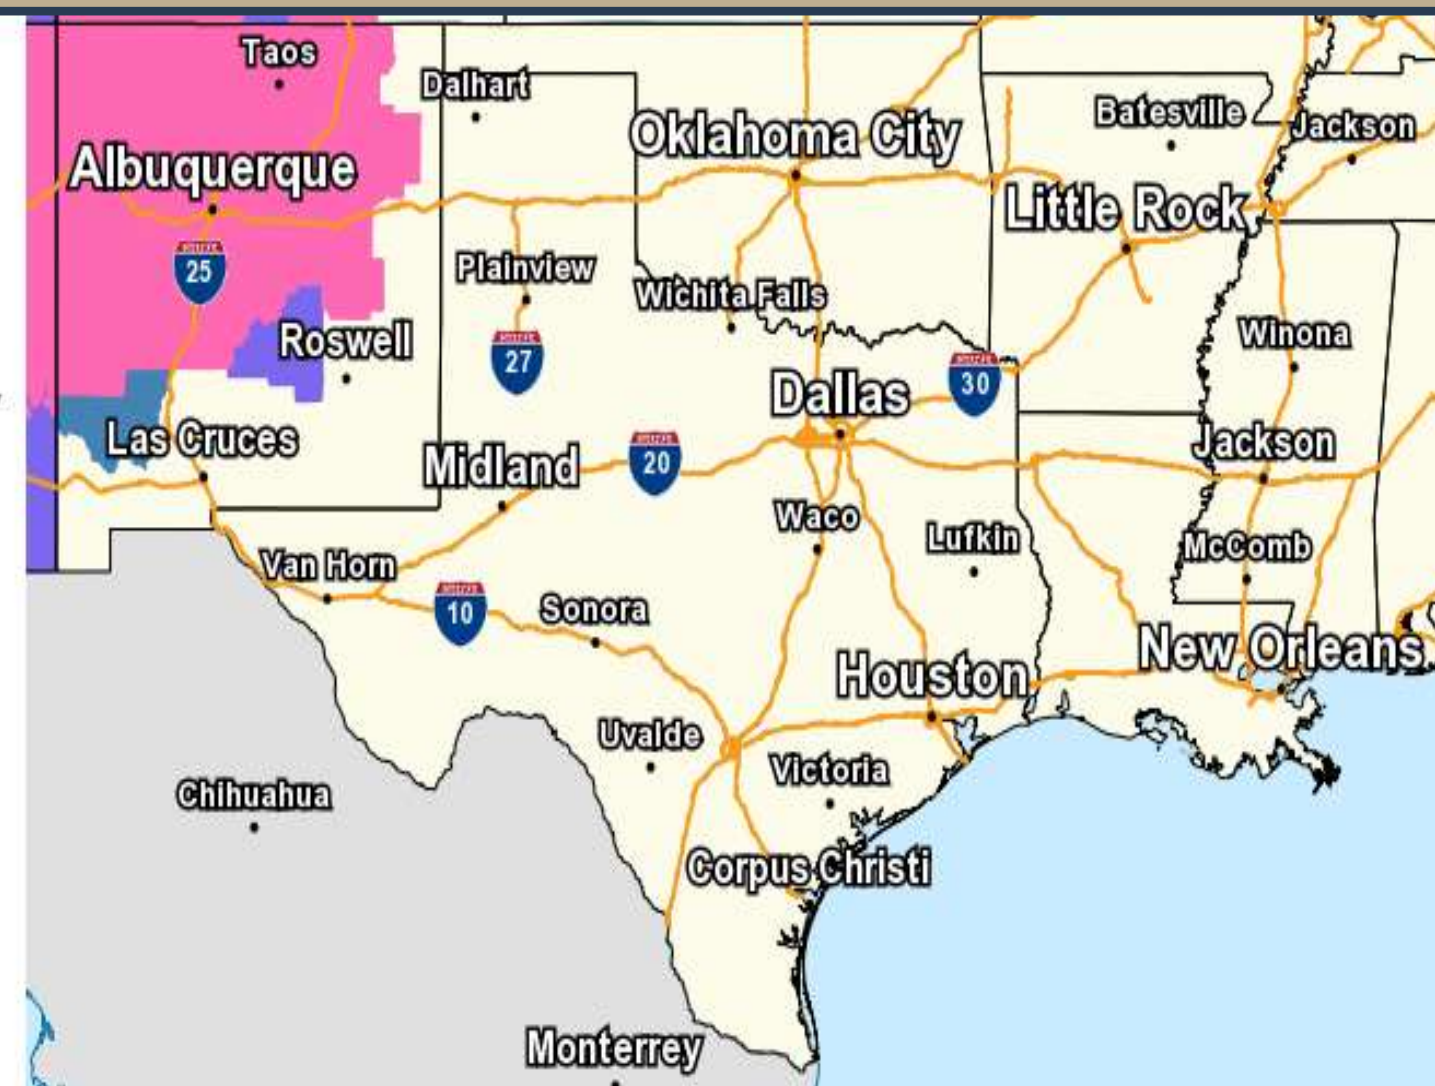 Taos
Dalhart
Batesville
Jackson
Oklahoma City
Albuquerque
Little Rock
25
Plainview
Wichita Falls
Winona
Roswell
27
30
Dallas
Las Cruces
Midland
20
Jackson
Waco
Lufkin
McComb
Van Horn
10
Sonora
New Orleans
Houston
Uvalde
Victoria
Chihuahua
Corpus Christi
Monterrey